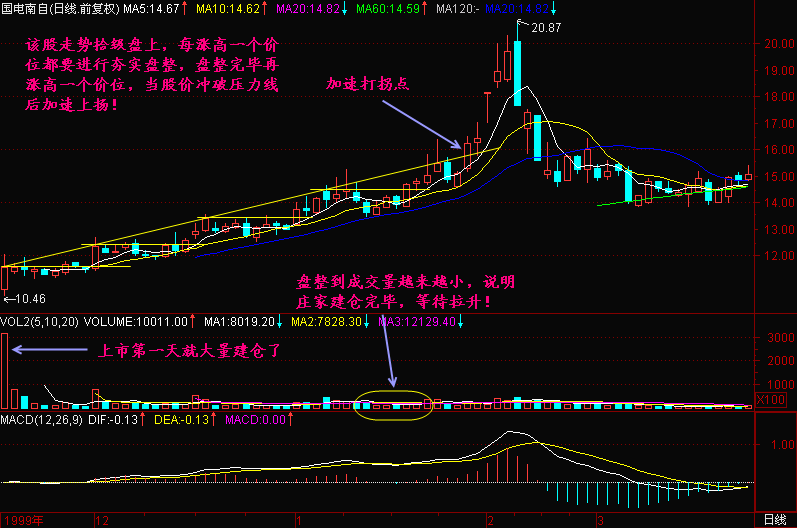 国电南自(日线.前复权) MA5:14.67↑ MA10:14.62↑ MA20:14.82↓ MA60:14.59↑ MA120:- MA20:14.82↓
20.87
该股走势拾级盘上，每涨高一个价
位都要进行夯实盘整，盘整完毕再
涨高一个价位，当股价冲破压力线
后加速上扬！
加速打拐点
20.00
19.00
18.00
17.00
16.00
15.00
14.00
13.00
12.00
盘整到成交量越来越小，说明
庄家建仓完毕，等待拉升！
10.46
VOL2(5,10,20) VOLUME:10011.00↑ MA1:8019.20↓ MA2:7828.30↓ MA3:12129.40↓
上市第一天就大量建仓了
3000
2000
1000
X100
MACD(12,26,9) DIF:-0.13↑ DEA:-0.13↑ MACD:0.00↑
1.00
1999年 12 1 2 3 日线